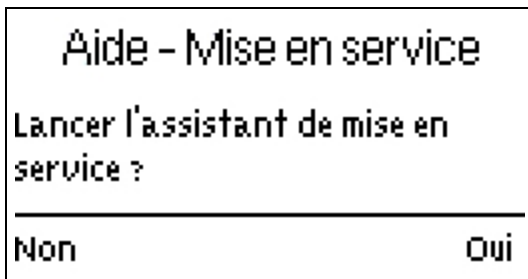 Aide - Mise en service
Lancer l'assistant de mise en
service ?
Non Oui